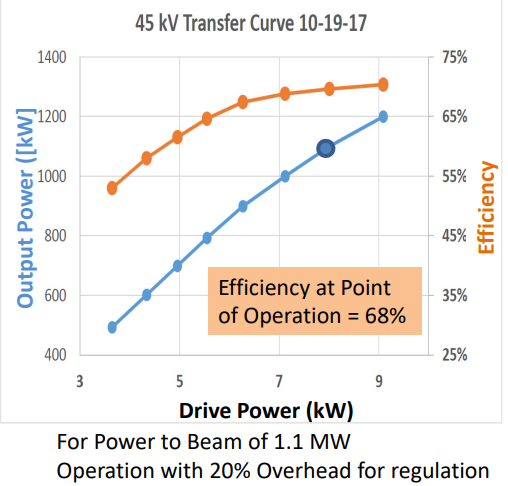 45 kV Transfer Curve 10-19-17
1400
1200
1000
800
600
400
75%
65%
55%
45%
35%
25%
Output Power ([kW]
Efficiency
Efficiency at Point
of Operation = 68%
3
5
7
9
Drive Power (kW)
For Power to Beam of 1.1 MW
Operation with 20% Overhead for regulation